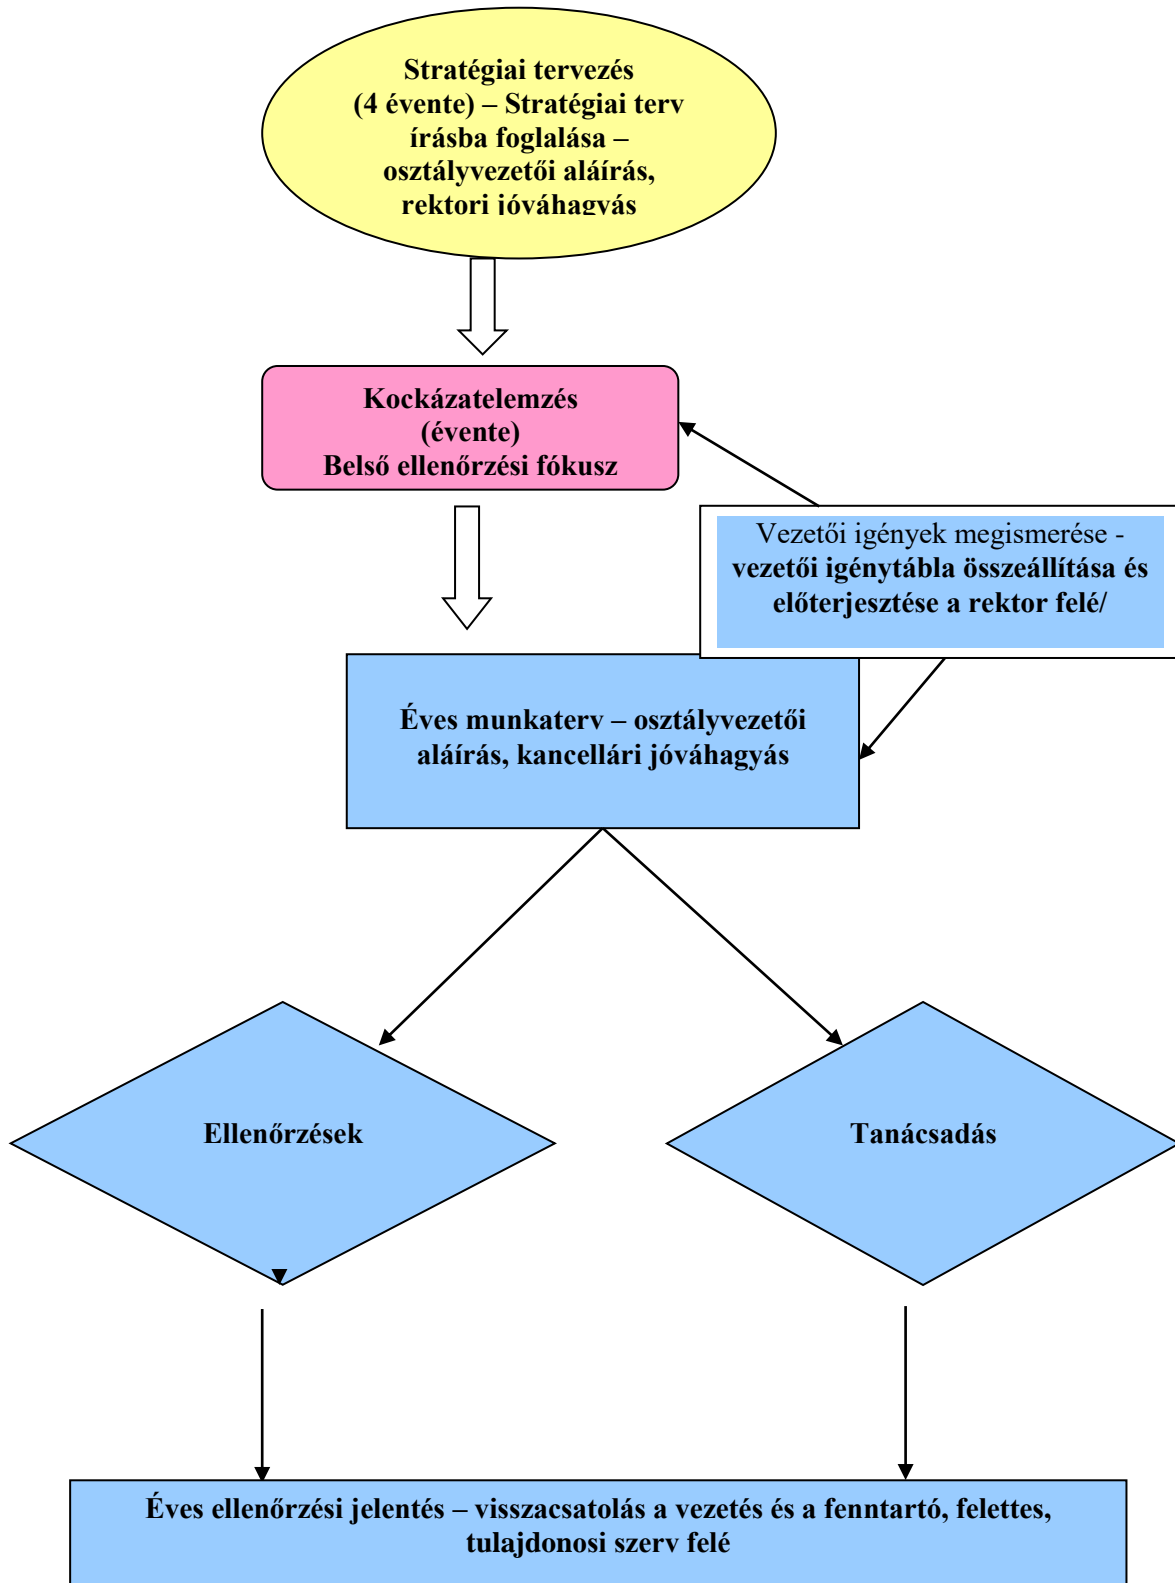 Stratégiai tervezés
(4 évente) – Stratégiai terv
írásba foglalása –
osztályvezetői aláírás,
rektori jóváhagyás
Kockázatelemzés
(évente)
Belső ellenőrzési fókusz
Vezetői igények megismerése -
vezetői igénytábla összeállítása és
előterjesztése a rektor felé/
Éves munkaterv – osztályvezetői
aláírás, kancellári jóváhagyás
Ellenőrzések
Tanácsadás
Éves ellenőrzési jelentés – visszacsatolás a vezetés és a fenntartó, felettes,
tulajdonosi szerv felé